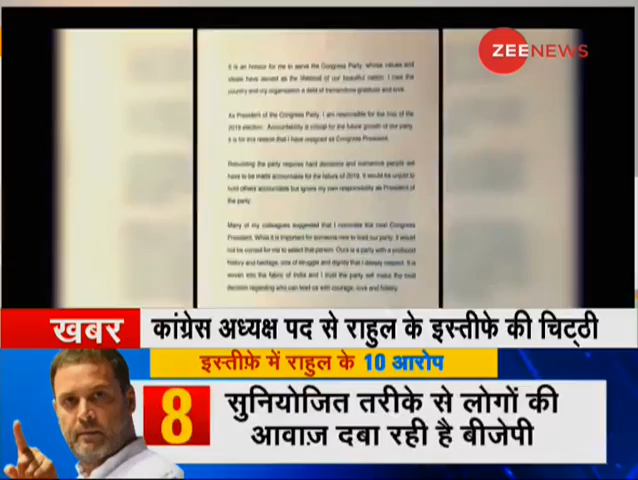 ZEE NEWS
It is an honour for me to serve the Congress Party, whose values and
ideals have served as the lifeblood of our beautiful nation. I owe the
country and my organisation a debt of tremendous gratitude and love.
As President of the Congress Party, I am responsible for the loss of the
2019 election. Accountability is critical for the future growth of our party.
It is for this reason that I have resigned as Congress President.
Rebuilding the party requires hard decisions and numerous people will
have to be made accountable for the failure of 2019. It would be unjust to
hold others accountable but ignore my own responsibility as President of
the party.
Many of my colleagues suggested that I nominate the next Congress
President. While it is important for someone new to lead our party, it would
not be correct for me to select that person. Ours is a party with a profound
history and heritage, one of struggle and dignity that I deeply respect. It is
woven into the fabric of India and I trust the party will make the best
decision regarding who can lead us with courage, love and fidelity.
खबर कांग्रेस अध्यक्ष पद से राहुल के इस्तीफे की चिट्ठी
इस्तीफ़े में राहुल के 10 आरोप
8 सुनियोजित तरीके से लोगों की
आवाज़ दबा रही है बीजेपी